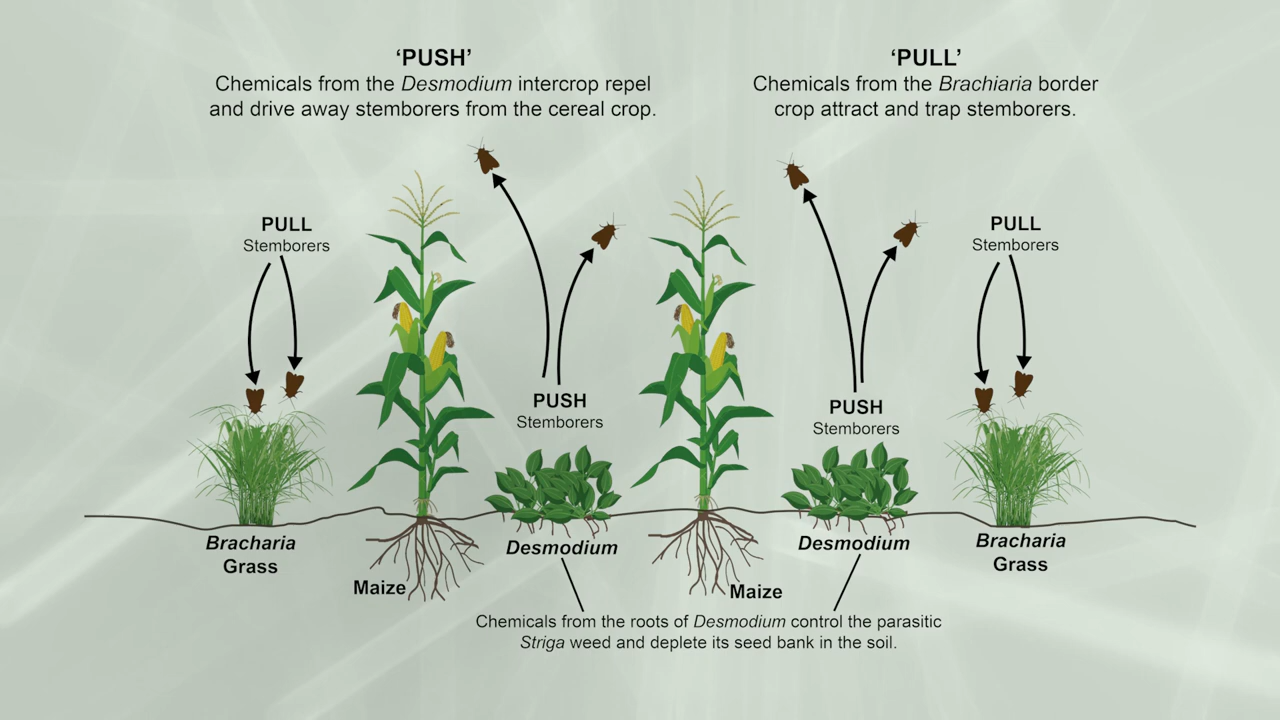 ‘PUSH’
Chemicals from the Desmodium intercrop repel
and drive away stemborers from the cereal crop.
‘PULL’
Chemicals from the Brachiaria border
crop attract and trap stemborers.
PULL
Stemborers
PULL
Stemborers
PUSH
Stemborers
PUSH
Stemborers
Bracharia
Grass
Maize
Desmodium
Maize
Desmodium
Bracharia
Grass
Chemicals from the roots of Desmodium control the parasitic
Striga weed and deplete its seed bank in the soil.